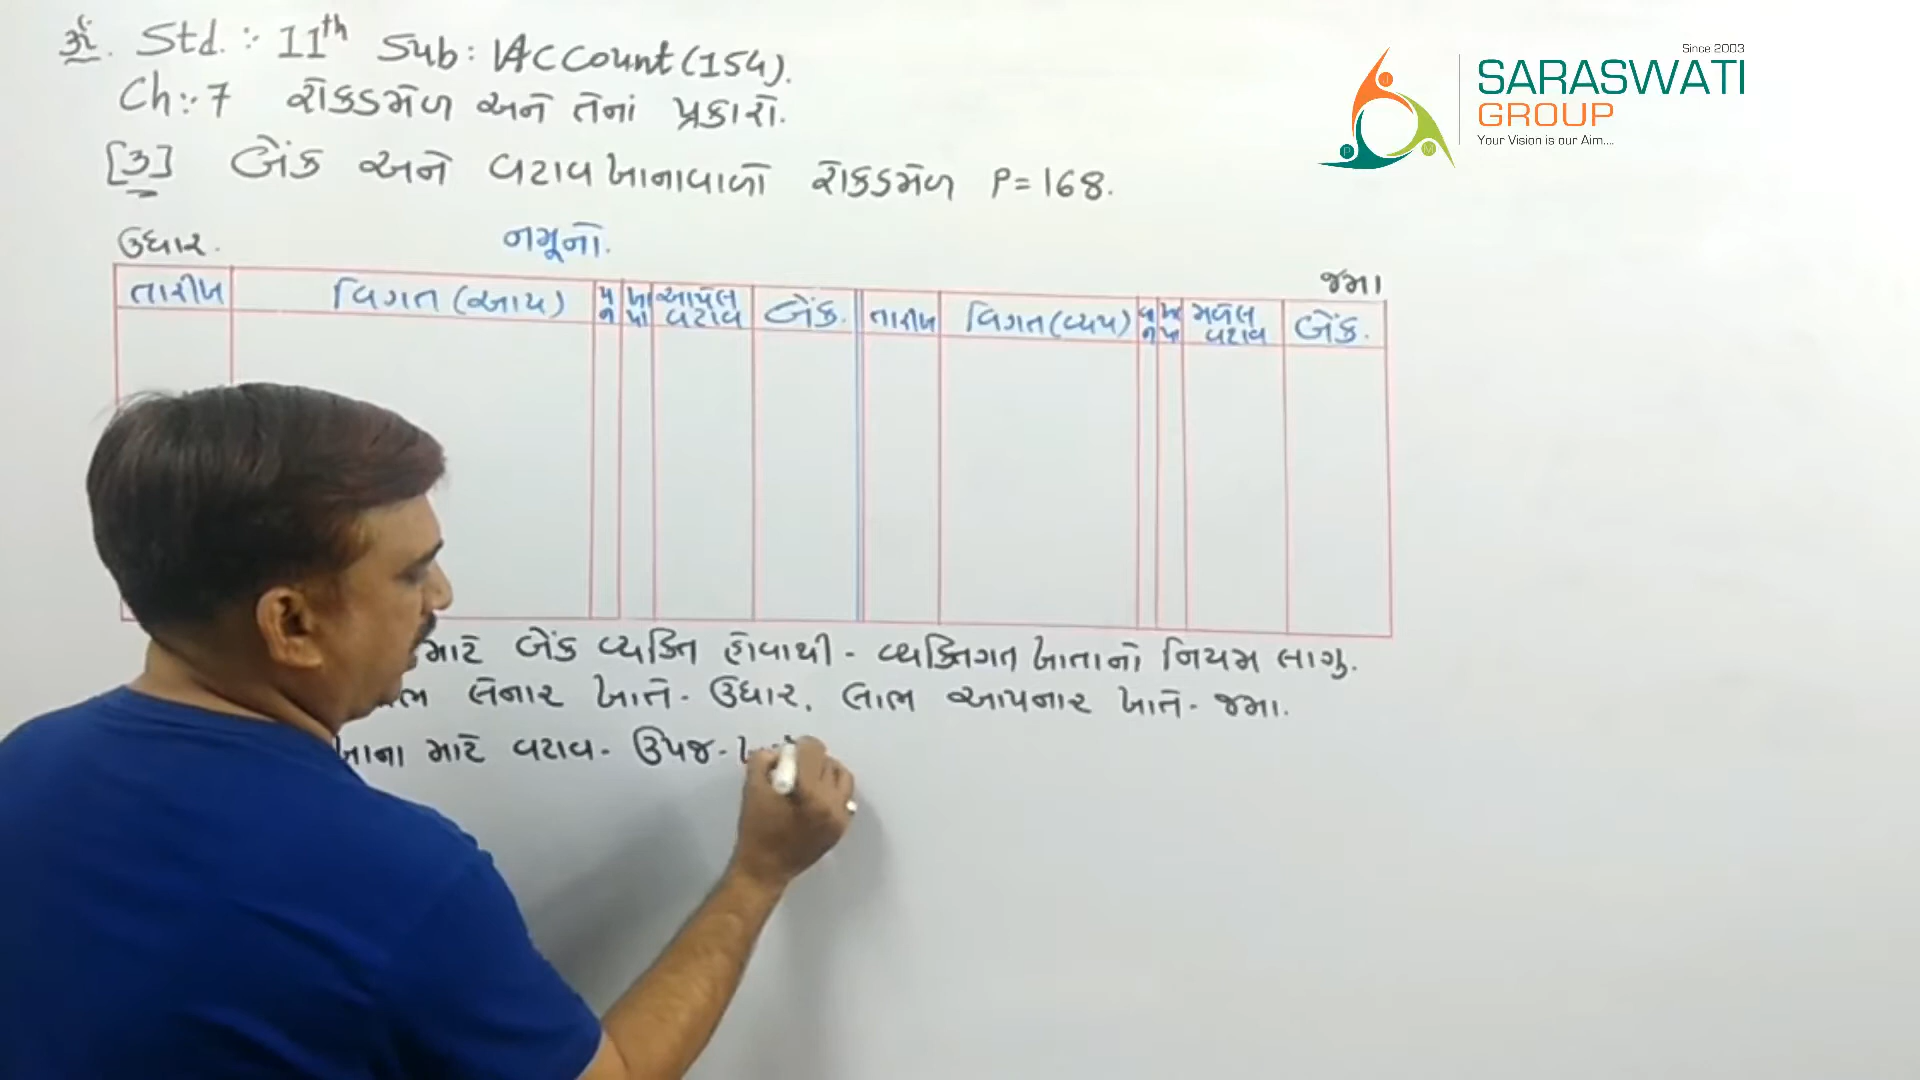 ૐ. Std. :- 11th Sub : Account (154).
Ch :- 7 રોકડમેળ અને તેનાં પ્રકારો.
[3] બેંક અને વટાવ ખાનાવાળો રોકડમેળ P = 168.
ઉધાર. નમૂનો. જમા
તારીખ વિગત (આય) પા ન ખા પા આપેલ વટાવ બેંક. તારીખ વિગત (વ્યય) પા ન ખા પા મળેલ વટાવ બેંક.
માટે બેંક વ્યક્તિ હોવાથી - વ્યક્તિગત ખાતાનો નિયમ લાગુ.
લેનાર ખાતે - ઉધાર. લાભ આપનાર ખાતે - જમા.
ખાના માટે વટાવ - ઉપજ -
Since 2003
SARASWATI
GROUP
Your Vision is our Aim....
P M